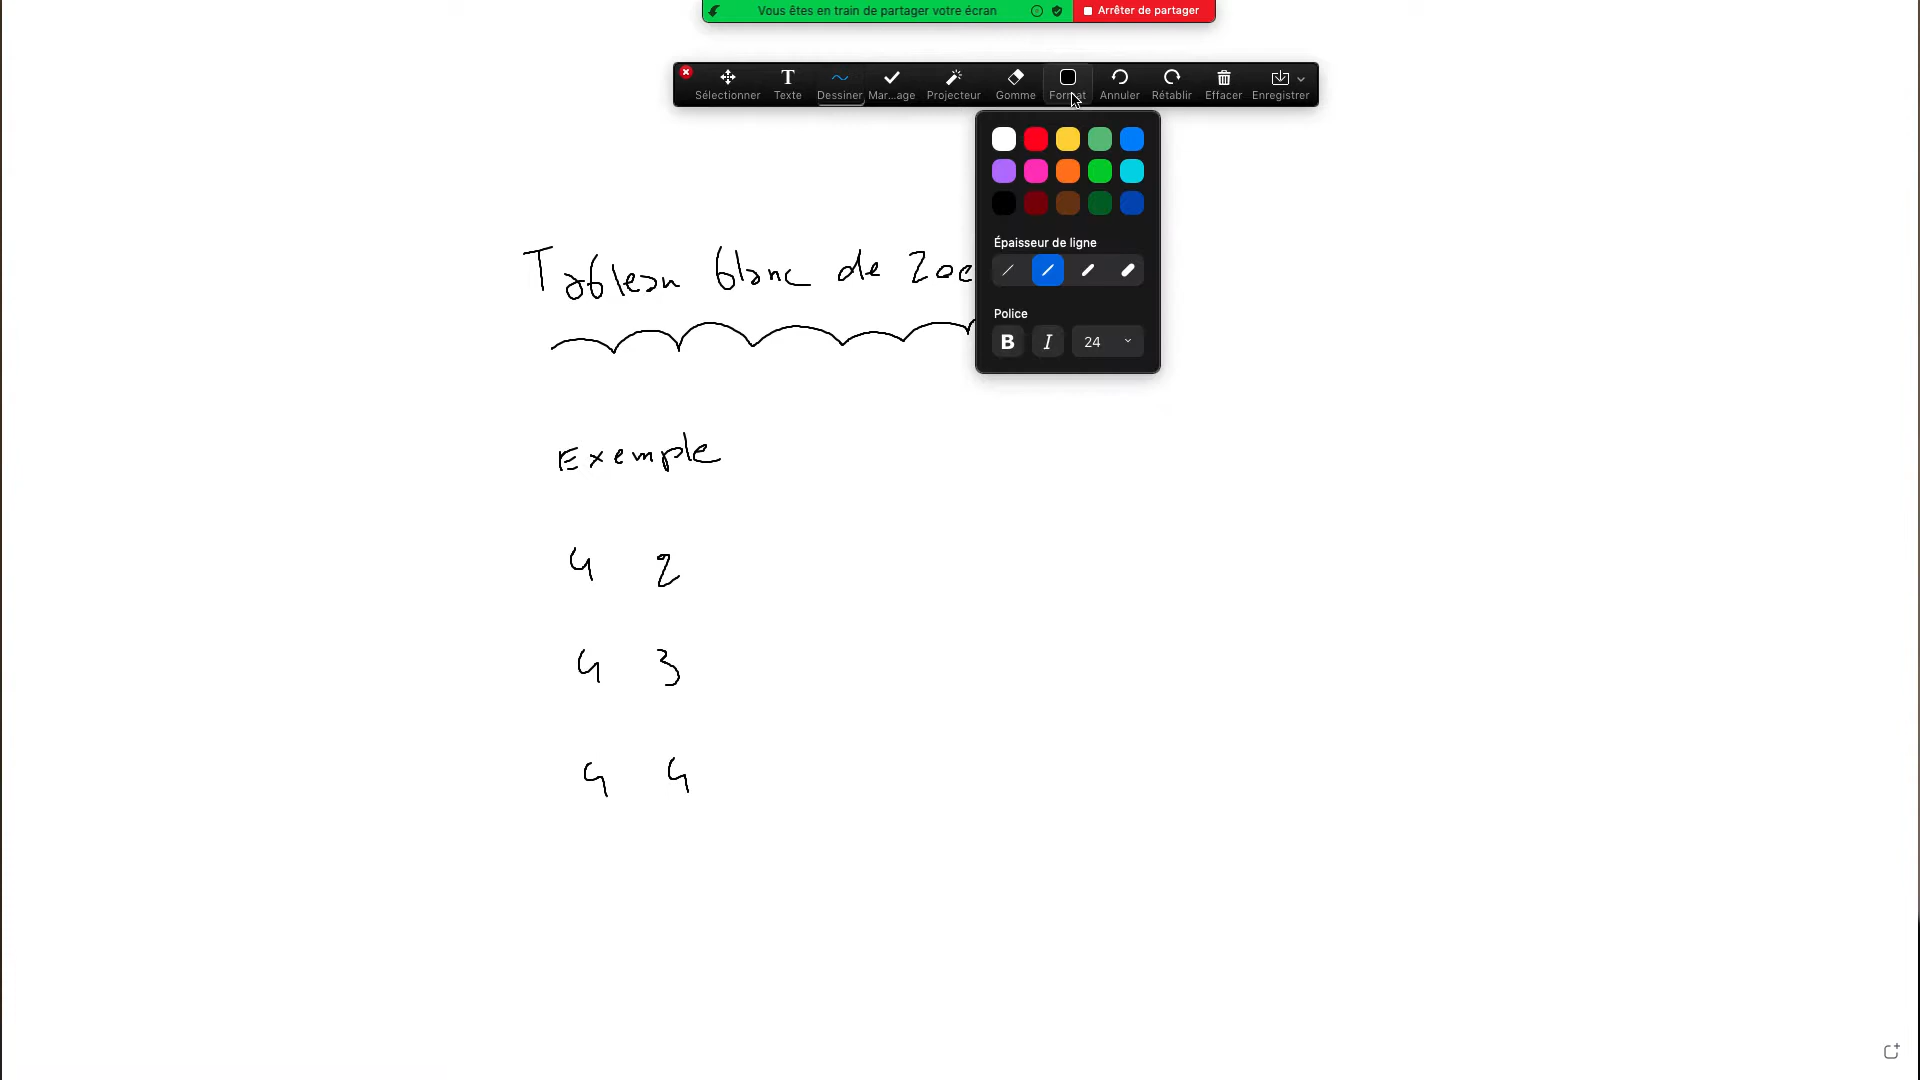 Vous êtes en train de partager votre écran Arrêter de partager
Sélectionner Texte Dessiner Mar...age Projecteur Gomme Format Annuler Rétablir Effacer Enregistrer
Tableau blanc de
Épaisseur de ligne
Police
B I 24
Exemple
4 2
4 3
4 4